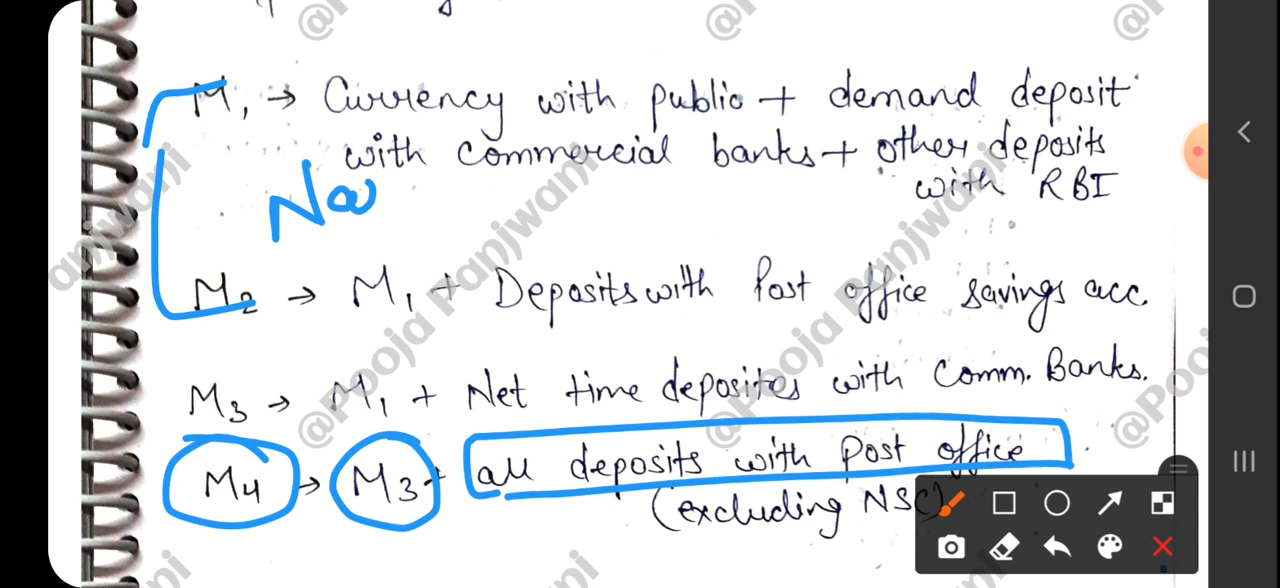 M1 → Currency with public + demand deposit
with commercial banks + other deposits
with RBI
Na
M2 → M1 + Deposits with Post office savings acc.
M3 → M1 + Net time deposites with Comm. Banks.
M4 → M3 + all deposits with post office
(excluding NSC)
@Pooja Panjwani